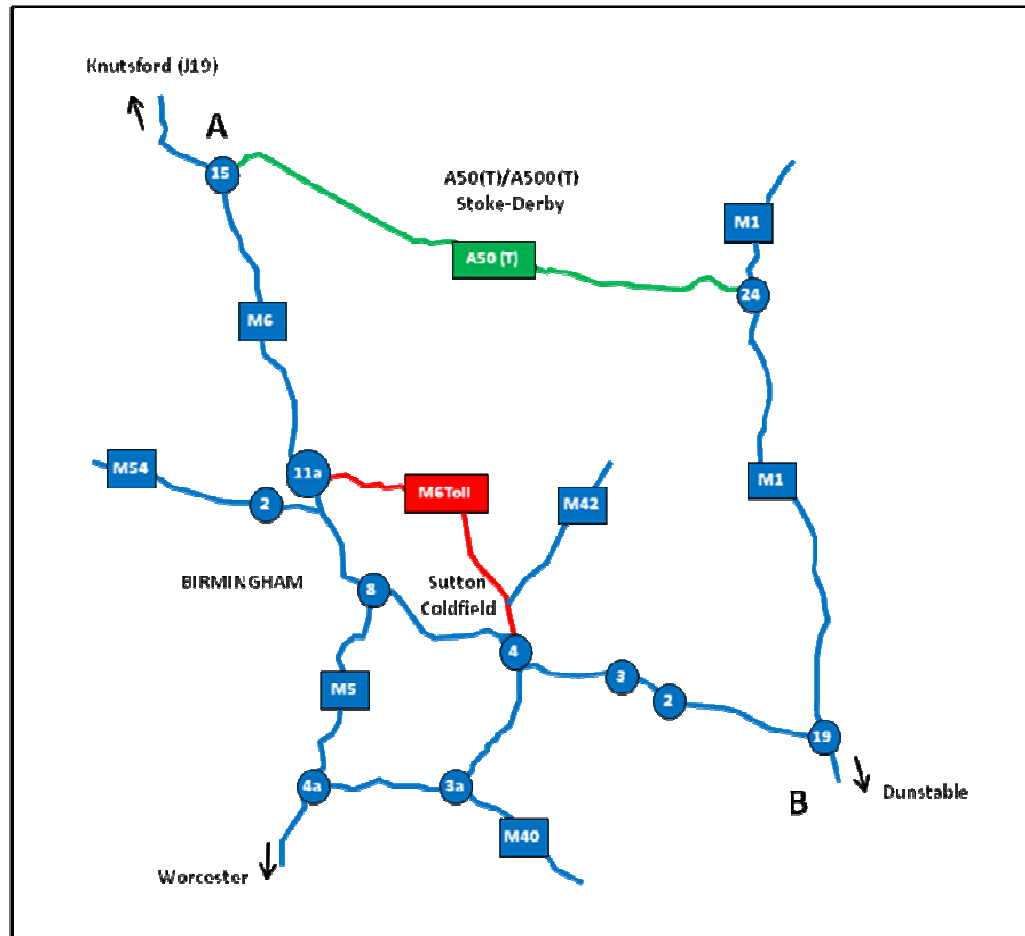 Knutsford (J19)
A
15
A50(T)/A500(T)
Stoke-Derby
M1
A50 (T)
24
M6
M54
11a
M6Toll
M1
2
M42
BIRMINGHAM
8
Sutton
Coldfield
4
3
M5
2
19
4a
3a
B
Dunstable
M40
Worcester